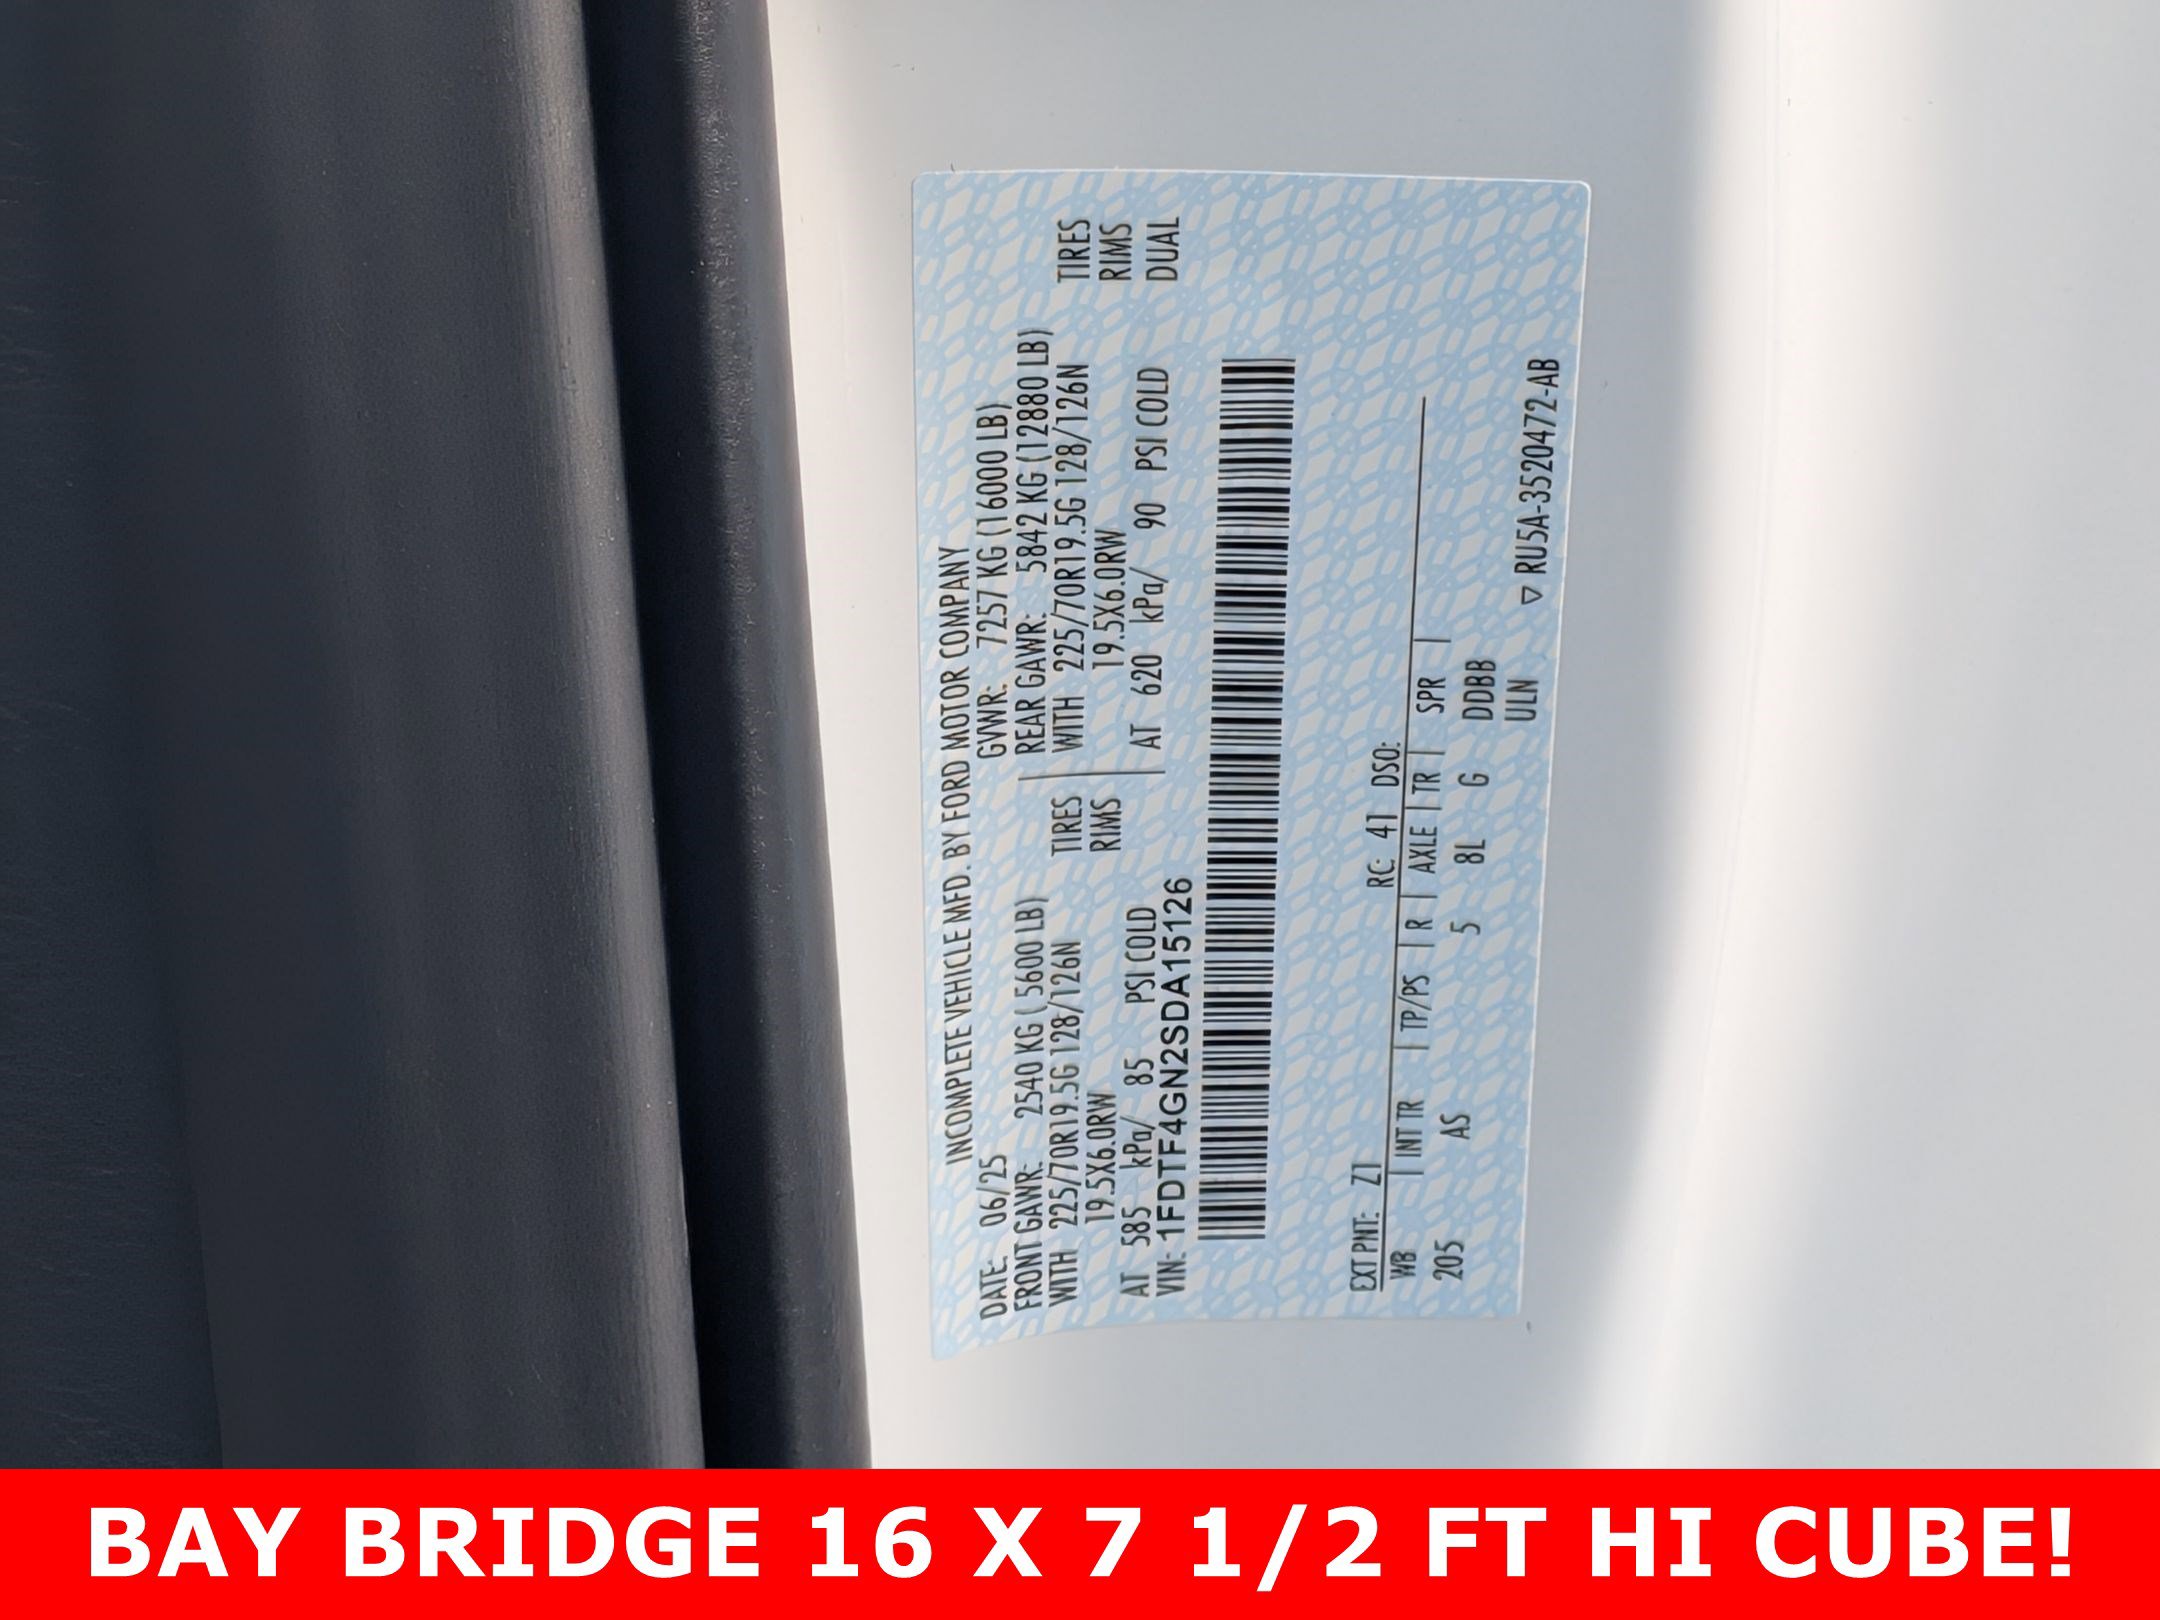 INCOMPLETE VEHICLE MFD. BY FORD MOTOR COMPANY
DATE: 06/25 GVWR: 7257 KG (16000 LB)
FRONT GAWR: 2540 KG ( 5600 LB) REAR GAWR: 5842 KG (12880 LB)
WITH 225/70R19.5G 128/126N TIRES WITH 225/70R19.5G 128/126N TIRES
19.5X6.0RW RIMS 19.5X6.0RW RIMS
AT 585 kPa/ 85 PSI COLD AT 620 kPa/ 90 PSI COLD DUAL
VIN: 1FDTF4GN2SDA15126
EXT PNT: Z1 RC: 41 DSO:
WB | INT TR | TP/PS | R | AXLE | TR | SPR |
205 AS 5 8L G DDBB
ULN ▽ RU5A-3520472-AB
BAY BRIDGE 16 X 7 1/2 FT HI CUBE!